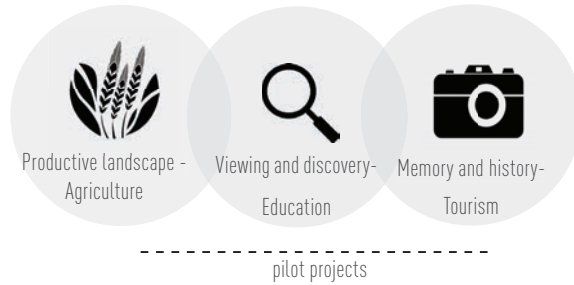 Productive landscape -
Agriculture
Viewing and discovery-
Education
Memory and history-
Tourism
pilot projects